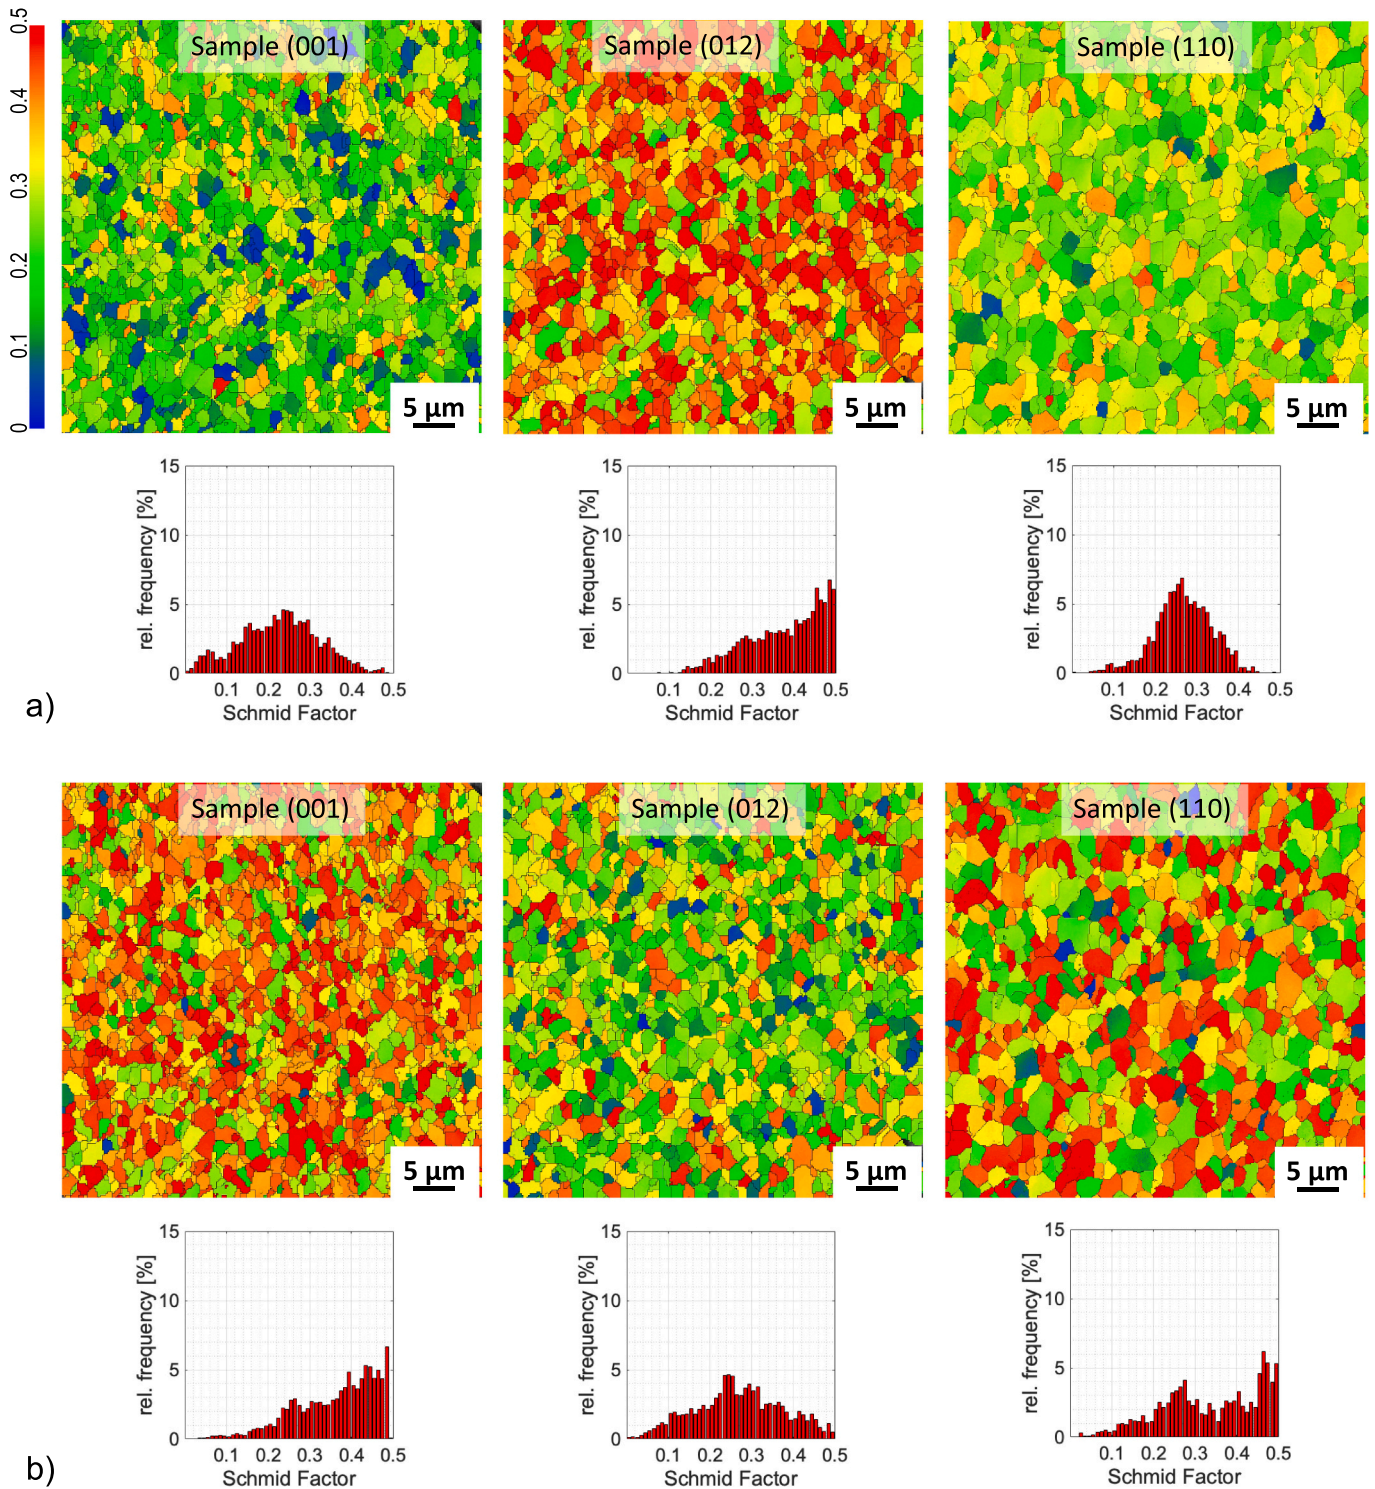 0.5
0.4
0.3
0.2
0.1
0
Sample (001)
5 µm
Sample (012)
5 µm
Sample (110)
5 µm
15
10
5
0
rel. frequency [%]
0.1 0.2 0.3 0.4 0.5
Schmid Factor
15
10
5
0
rel. frequency [%]
0.1 0.2 0.3 0.4 0.5
Schmid Factor
15
10
5
0
rel. frequency [%]
0.1 0.2 0.3 0.4 0.5
Schmid Factor
a)
Sample (001)
5 µm
Sample (012)
5 µm
Sample (110)
5 µm
15
10
5
0
rel. frequency [%]
0.1 0.2 0.3 0.4 0.5
Schmid Factor
15
10
5
0
rel. frequency [%]
0.1 0.2 0.3 0.4 0.5
Schmid Factor
15
10
5
0
rel. frequency [%]
0.1 0.2 0.3 0.4 0.5
Schmid Factor
b)